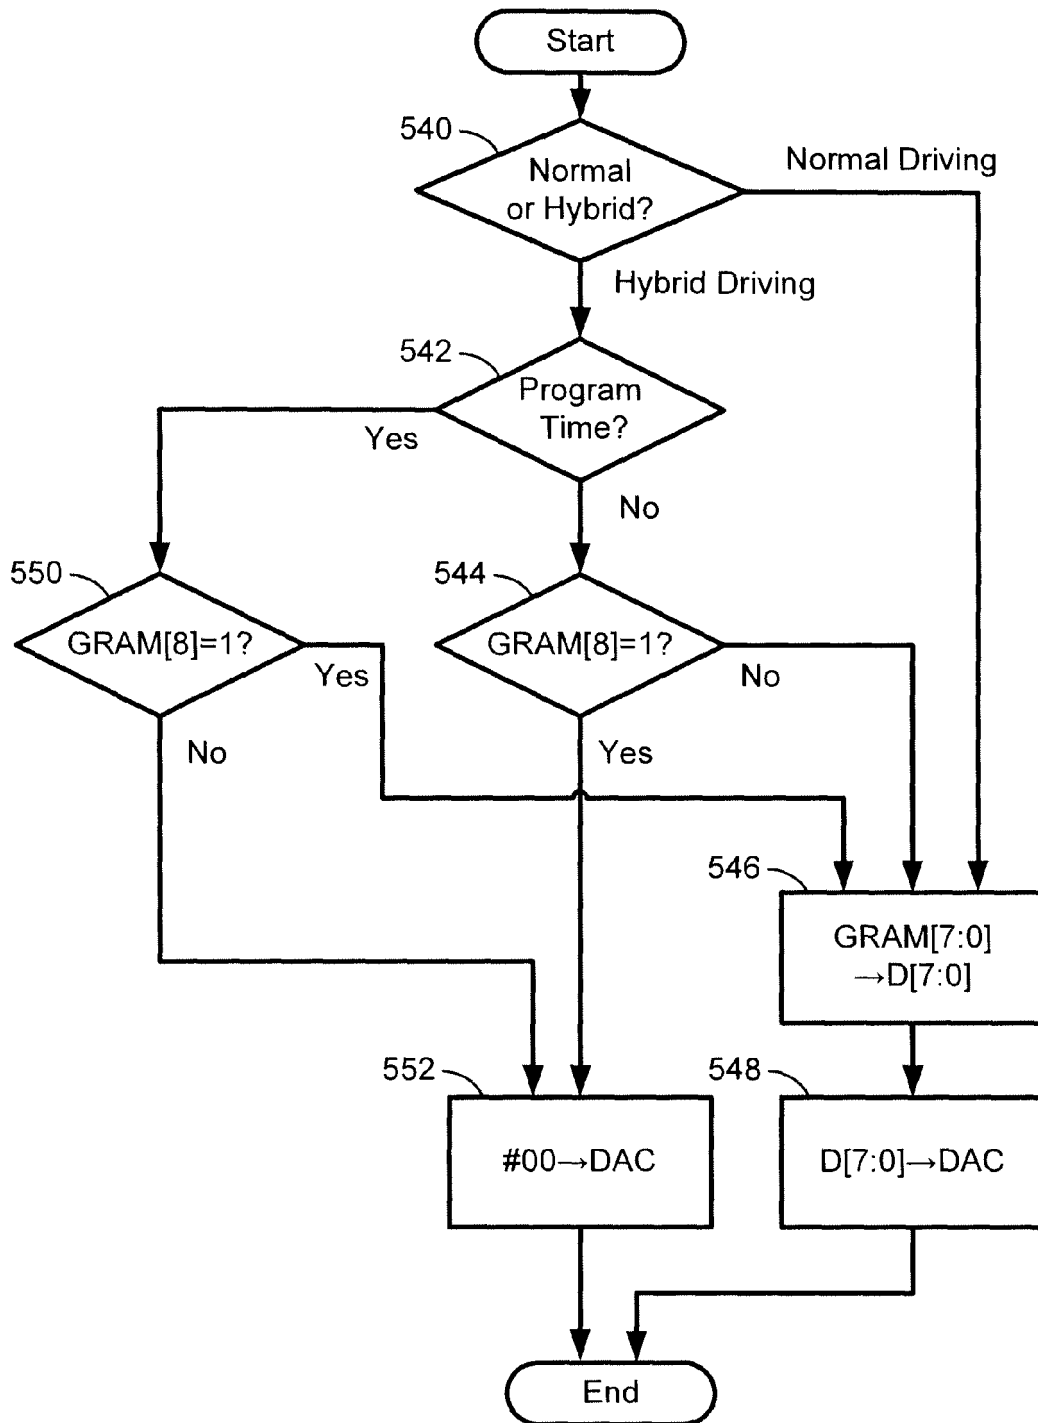 Start
540
Normal
or Hybrid?
Normal Driving
Hybrid Driving
542
Program
Time?
Yes
No
550
GRAM[8]=1?
Yes
No
544
GRAM[8]=1?
No
Yes
546
GRAM[7:0]
→D[7:0]
552
#00→DAC
548
D[7:0]→DAC
End